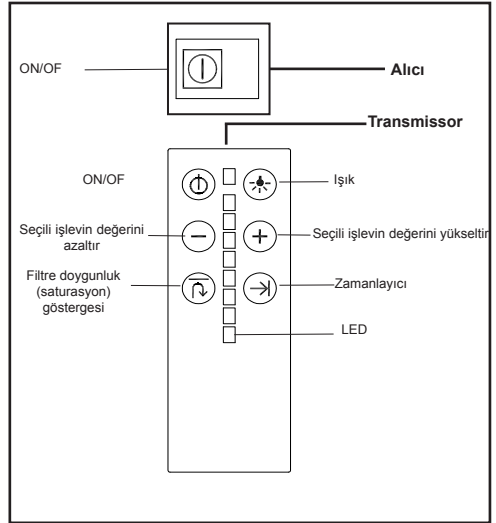 ON/OF
Alıcı
Transmissor
ON/OF
Işık
Seçili işlevin değerini
azaltır
Seçili işlevin değerini yükseltir
Filtre doygunluk
(saturasyon)
göstergesi
Zamanlayıcı
LED